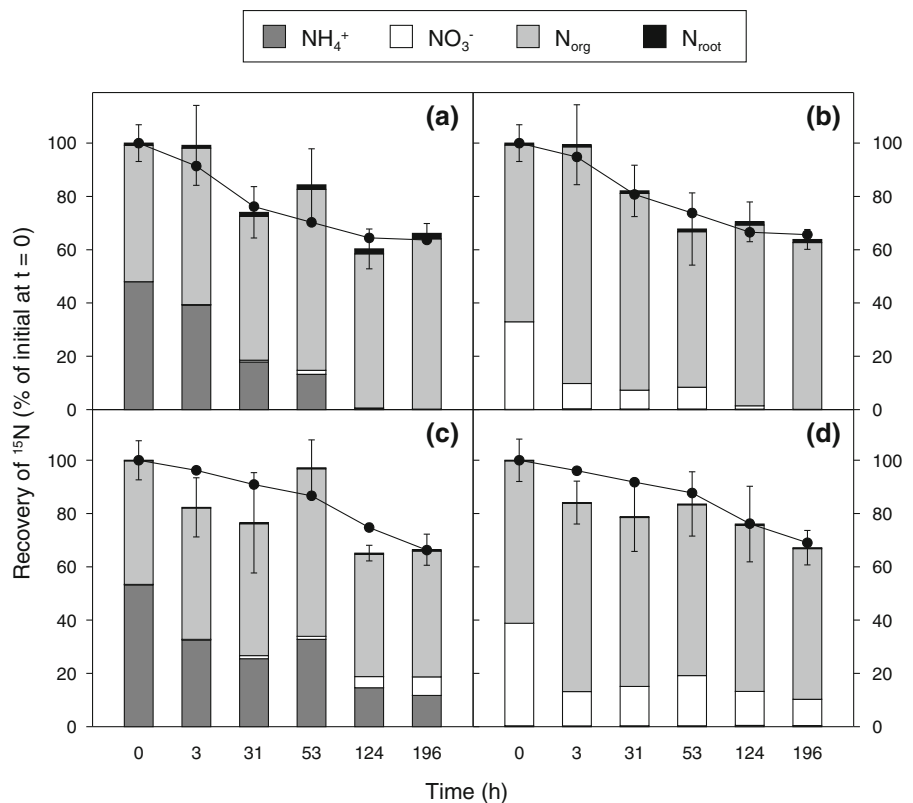 NH₄⁺ NO₃⁻ N_org N_root
(a) (b)
100 100
80 80
60 60
40 40
20 20
0 0
(c) (d)
100 100
80 80
60 60
40 40
20 20
0 0
0 3 31 53 124 196 0 3 31 53 124 196
Time (h)
Recovery of ¹⁵N (% of initial at t = 0)